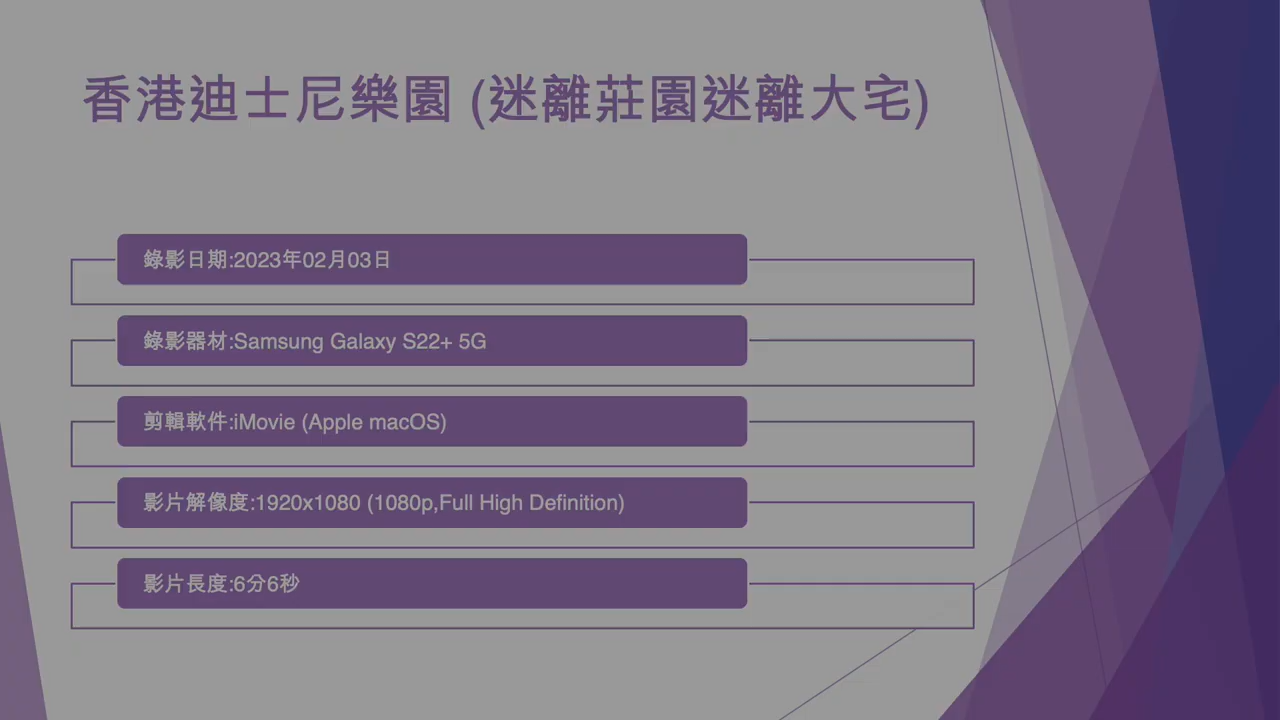 香港迪士尼樂園 (迷離莊園迷離大宅)
錄影日期:2023年02月03日
錄影器材:Samsung Galaxy S22+ 5G
剪輯軟件:iMovie (Apple macOS)
影片解像度:1920x1080 (1080p,Full High Definition)
影片長度:6分6秒